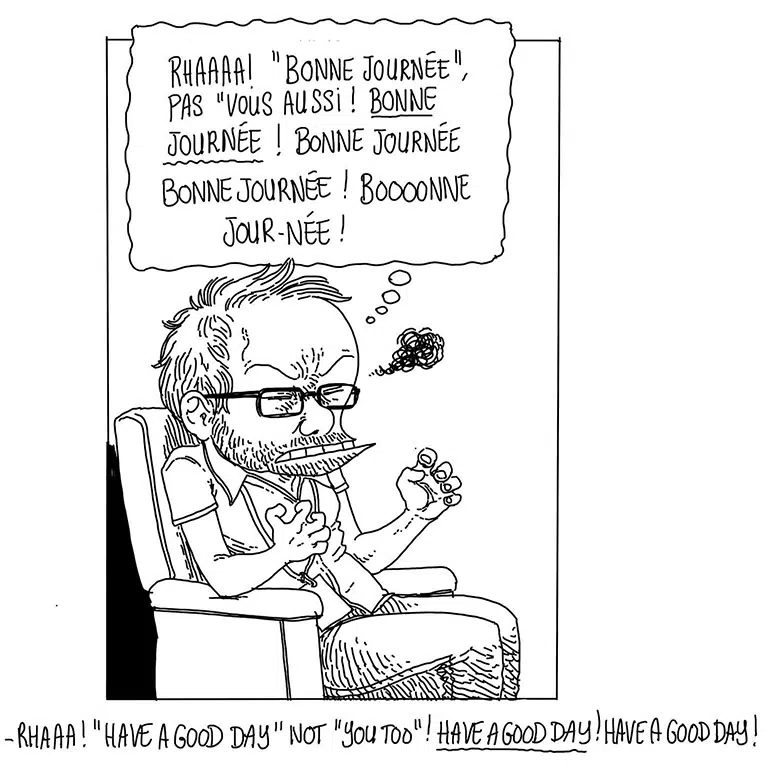 RHAAAA! "BONNE JOURNÉE",
PAS "VOUS AUSSI! BONNE
JOURNÉE! BONNE JOURNÉE
BONNE JOURNÉE! BOOOONNE
JOUR-NÉE!
-RHAAA! "HAVE A GOOD DAY" NOT "YOU TOO"! HAVE A GOOD DAY! HAVE A GOOD DAY!